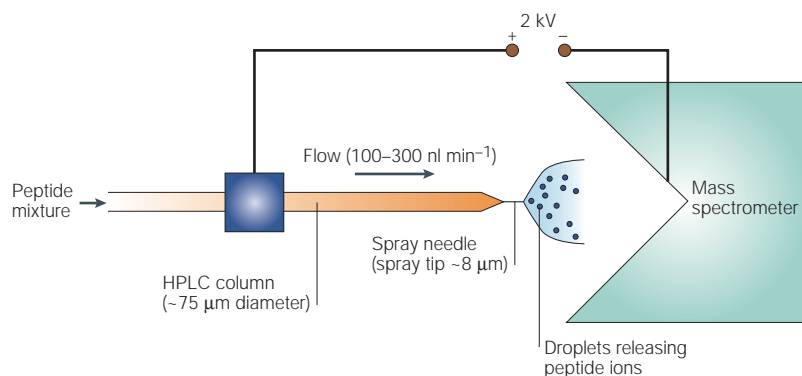 2 kV
+ −
Flow (100–300 nl min⁻¹)
Peptide
mixture
Mass
spectrometer
Spray needle
(spray tip ~8 μm)
HPLC column
(~75 μm diameter)
Droplets releasing
peptide ions